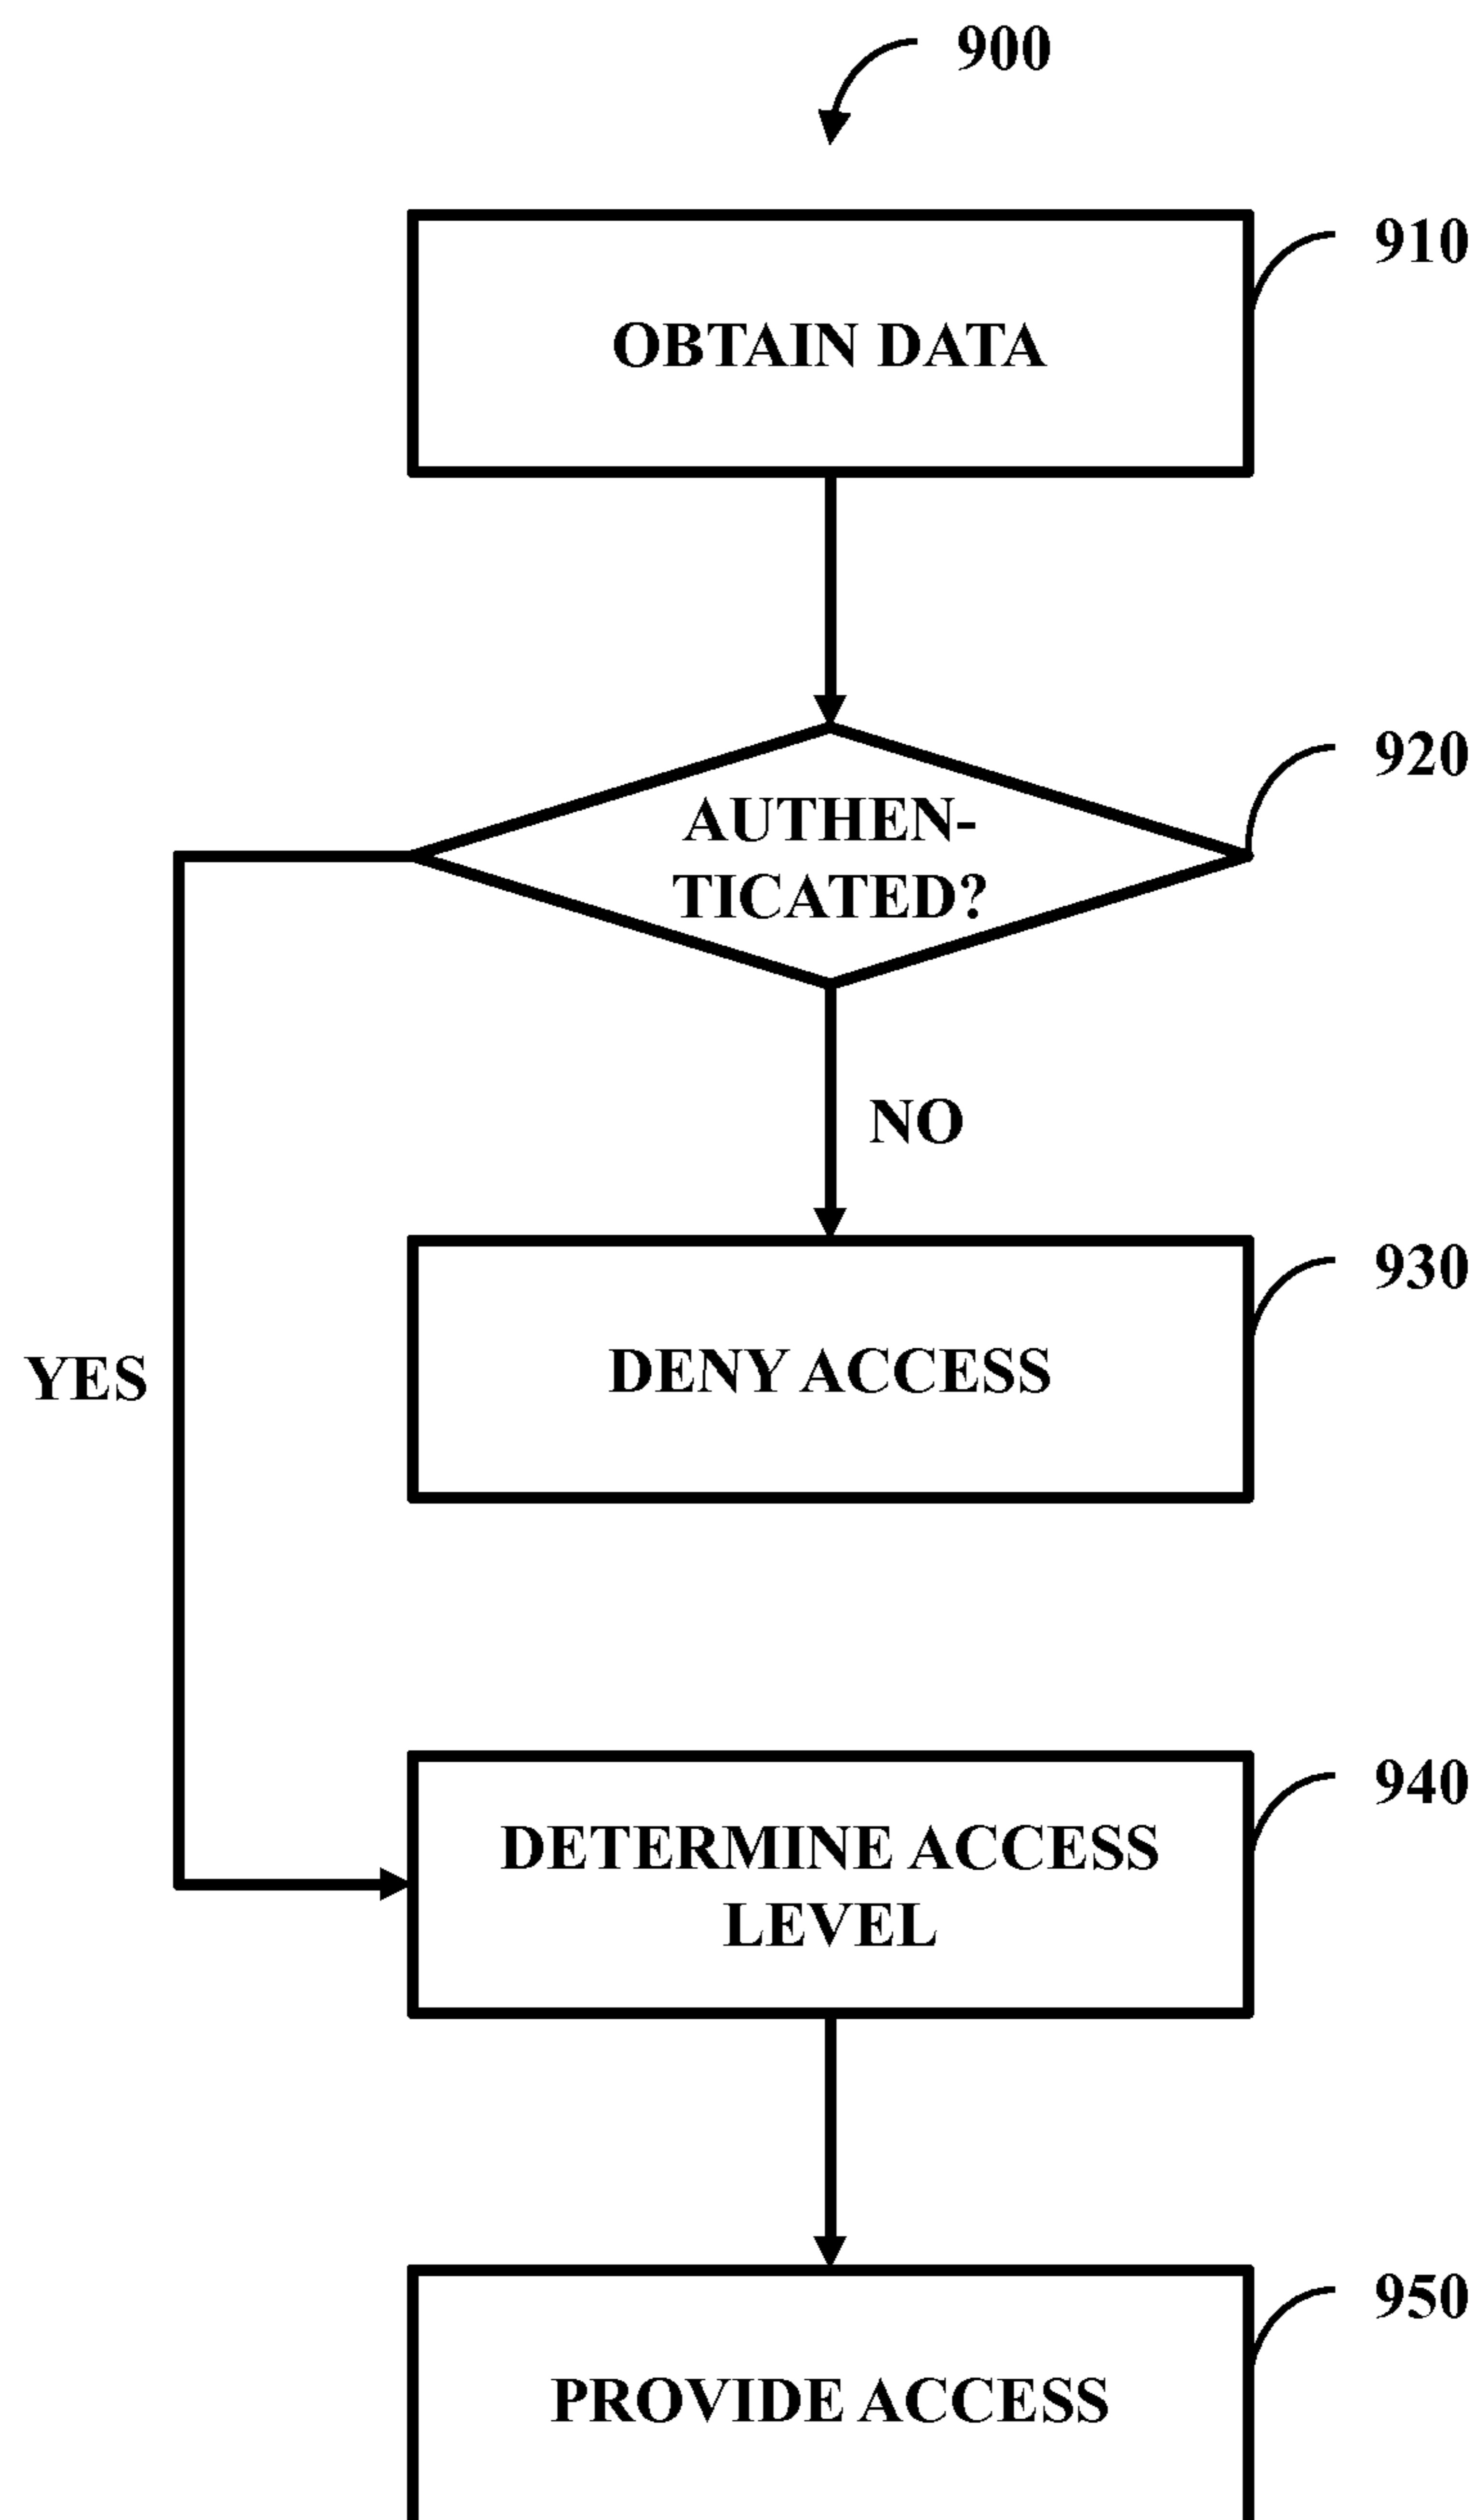 900
910
OBTAIN DATA
920
AUTHEN-
TICATED?
NO
930
DENY ACCESS
YES
940
DETERMINE ACCESS
LEVEL
950
PROVIDE ACCESS